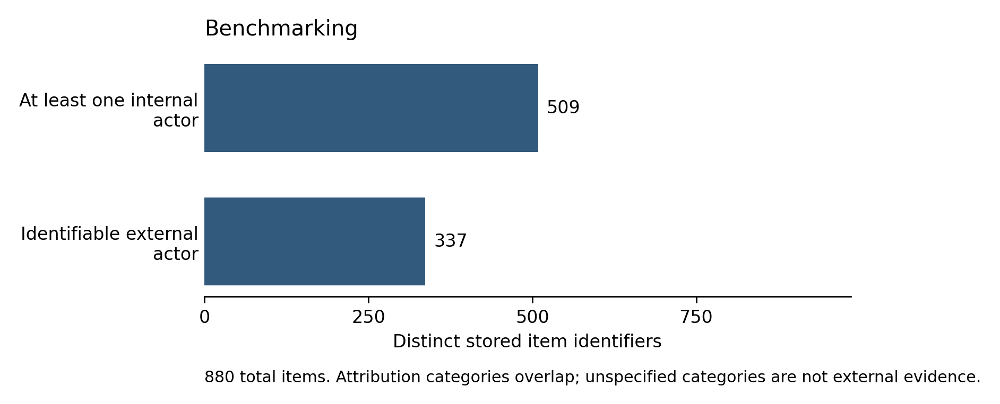 Benchmarking
At least one internal
actor
509
Identifiable external
actor
337
0 250 500 750
Distinct stored item identifiers
880 total items. Attribution categories overlap; unspecified categories are not external evidence.